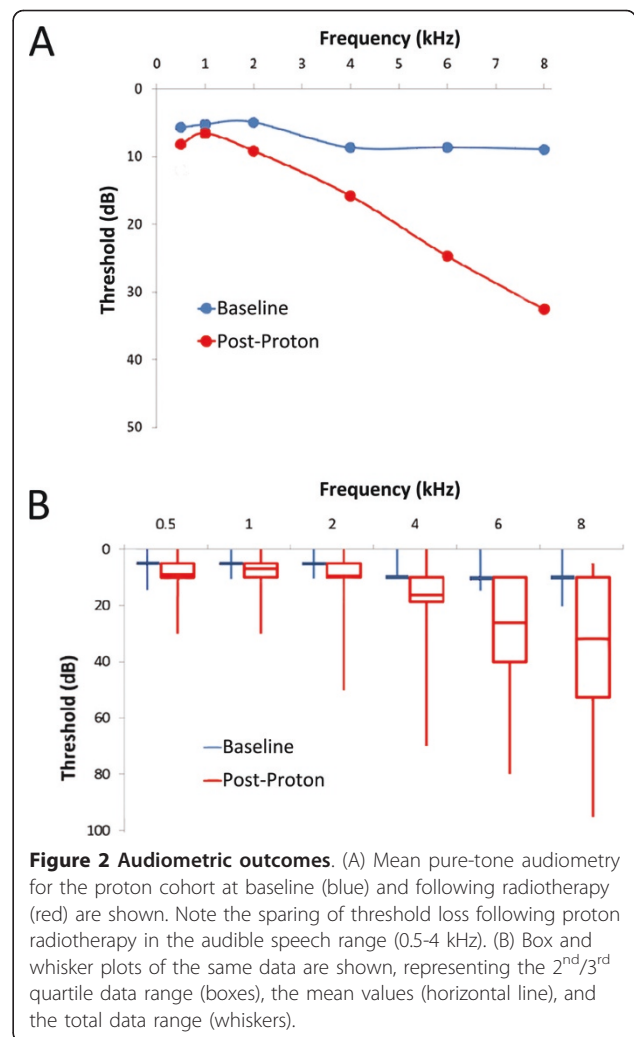 A
Frequency (kHz)
0 1 2 3 4 5 6 7 8
0
10
20
30
40
50
Threshold (dB)
Baseline
Post-Proton
B
Frequency (kHz)
0.5 1 2 4 6 8
0
20
40
60
80
100
Threshold (dB)
Baseline
Post-Proton
Figure 2 Audiometric outcomes. (A) Mean pure-tone audiometry
for the proton cohort at baseline (blue) and following radiotherapy
(red) are shown. Note the sparing of threshold loss following proton
radiotherapy in the audible speech range (0.5-4 kHz). (B) Box and
whisker plots of the same data are shown, representing the 2nd/3rd
quartile data range (boxes), the mean values (horizontal line), and
the total data range (whiskers).